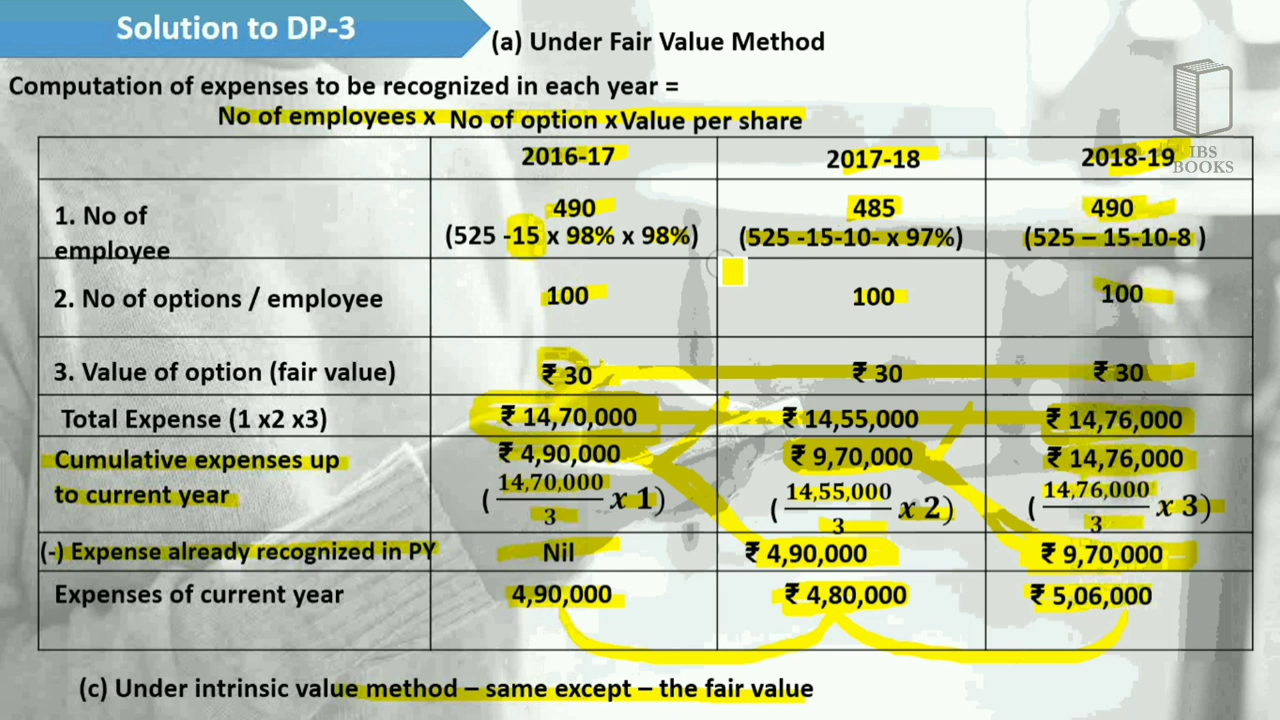 Solution to DP-3
(a) Under Fair Value Method
Computation of expenses to be recognized in each year =
No of employees x No of option x Value per share
2016-17 2017-18 2018-19
IBS
BOOKS
1. No of
employee
490 485 490
(525 -15 x 98% x 98%) (525 -15-10- x 97%) (525 – 15-10-8 )
2. No of options / employee 100 100 100
3. Value of option (fair value) ₹ 30 ₹ 30 ₹ 30
Total Expense (1 x2 x3) ₹ 14,70,000 ₹ 14,55,000 ₹ 14,76,000
Cumulative expenses up
to current year
₹ 4,90,000 ₹ 9,70,000 ₹ 14,76,000
(14,70,000/3 x 1) (14,55,000/3 x 2) (14,76,000/3 x 3)
(-) Expense already recognized in PY Nil ₹ 4,90,000 ₹ 9,70,000
Expenses of current year 4,90,000 ₹ 4,80,000 ₹ 5,06,000
(c) Under intrinsic value method – same except – the fair value